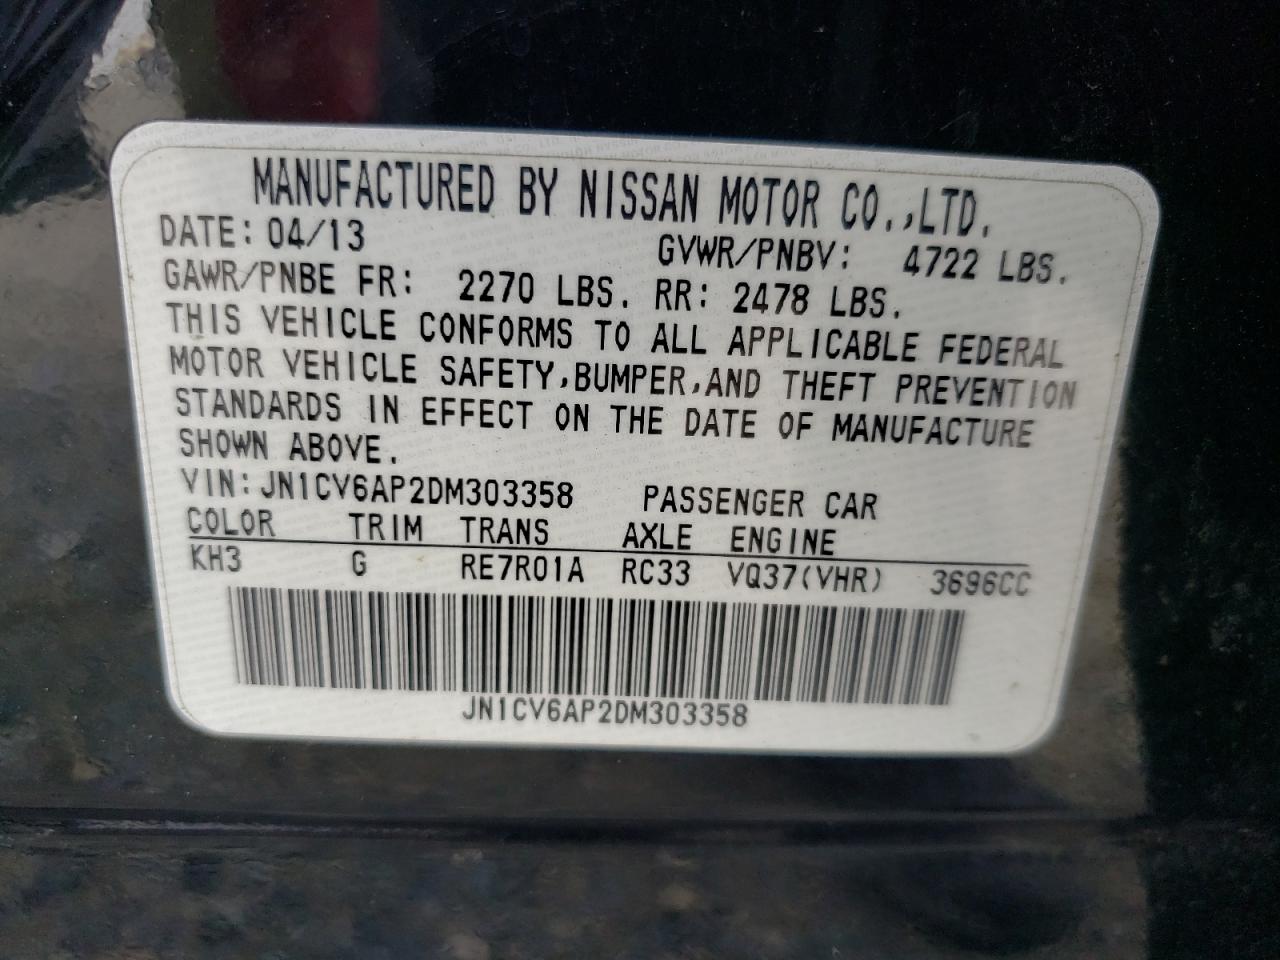 MANUFACTURED BY NISSAN MOTOR CO.,LTD.
DATE: 04/13 GVWR/PNBV: 4722 LBS.
GAWR/PNBE FR: 2270 LBS. RR: 2478 LBS.
THIS VEHICLE CONFORMS TO ALL APPLICABLE FEDERAL
MOTOR VEHICLE SAFETY,BUMPER,AND THEFT PREVENTION
STANDARDS IN EFFECT ON THE DATE OF MANUFACTURE
SHOWN ABOVE.
VIN:JN1CV6AP2DM303358 PASSENGER CAR
COLOR TRIM TRANS AXLE ENGINE
KH3 G RE7R01A RC33 VQ37(VHR) 3696CC
JN1CV6AP2DM303358